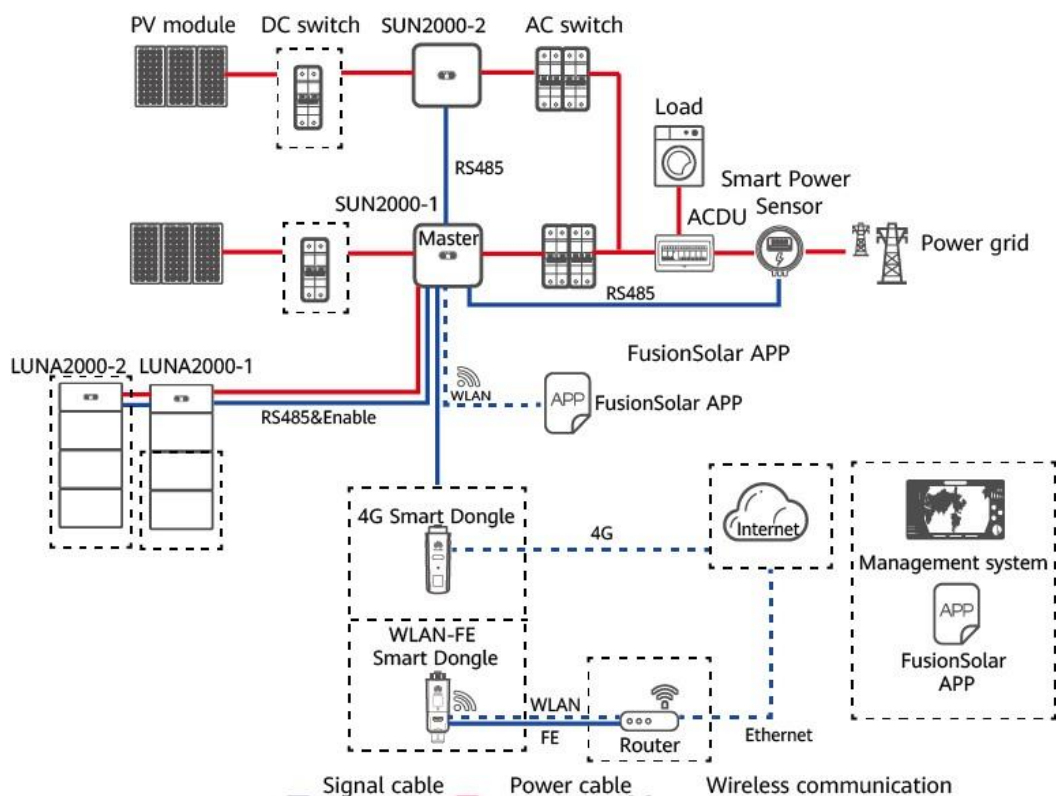 PV module
DC switch
SUN2000-2
AC switch
Load
RS485
SUN2000-1
Smart Power
Sensor
ACDU
Master
Power grid
RS485
LUNA2000-2
LUNA2000-1
FusionSolar APP
WLAN
APP
FusionSolar APP
RS485&Enable
4G Smart Dongle
4G
Internet
Management system
APP
FusionSolar
APP
WLAN-FE
Smart Dongle
WLAN
FE
Router
Ethernet
Signal cable
Power cable
Wireless communication